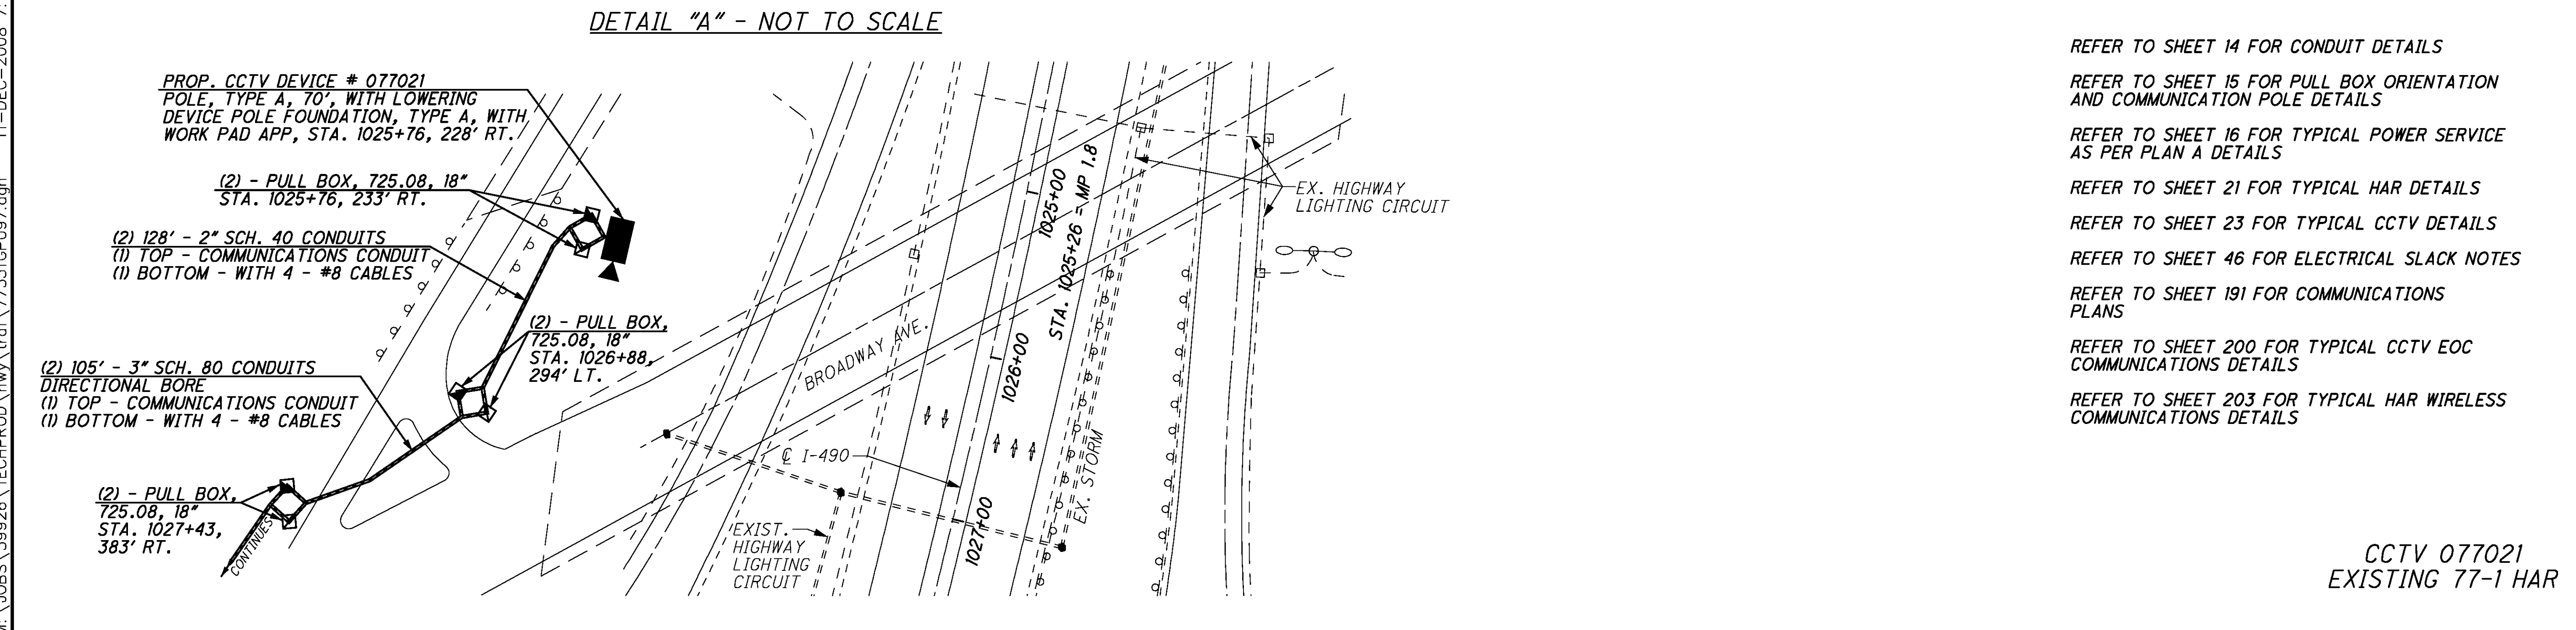 DETAIL "A" - NOT TO SCALE
PROP. CCTV DEVICE # 077021
POLE, TYPE A, 70', WITH LOWERING
DEVICE POLE FOUNDATION, TYPE A, WITH
WORK PAD APP, STA. 1025+76, 228' RT.
(2) - PULL BOX, 725.08, 18"
STA. 1025+76, 233' RT.
(2) 128' - 2" SCH. 40 CONDUITS
(1) TOP - COMMUNICATIONS CONDUIT
(1) BOTTOM - WITH 4 - #8 CABLES
(2) - PULL BOX,
725.08, 18"
STA. 1026+88,
294' LT.
(2) 105' - 3" SCH. 80 CONDUITS
DIRECTIONAL BORE
(1) TOP - COMMUNICATIONS CONDUIT
(1) BOTTOM - WITH 4 - #8 CABLES
(2) - PULL BOX,
725.08, 18"
STA. 1027+43,
383' RT.
CONTINUES
BROADWAY AVE.
℄ I-490
EXIST.
HIGHWAY
LIGHTING
CIRCUIT
1025+00
STA. 1025+26 = MP 1.8
1026+00
1027+00
EX. STORM
EX. HIGHWAY
LIGHTING CIRCUIT
REFER TO SHEET 14 FOR CONDUIT DETAILS
REFER TO SHEET 15 FOR PULL BOX ORIENTATION
AND COMMUNICATION POLE DETAILS
REFER TO SHEET 16 FOR TYPICAL POWER SERVICE
AS PER PLAN A DETAILS
REFER TO SHEET 21 FOR TYPICAL HAR DETAILS
REFER TO SHEET 23 FOR TYPICAL CCTV DETAILS
REFER TO SHEET 46 FOR ELECTRICAL SLACK NOTES
REFER TO SHEET 191 FOR COMMUNICATIONS
PLANS
REFER TO SHEET 200 FOR TYPICAL CCTV EOC
COMMUNICATIONS DETAILS
REFER TO SHEET 203 FOR TYPICAL HAR WIRELESS
COMMUNICATIONS DETAILS
CCTV 077021
EXISTING 77-1 HAR